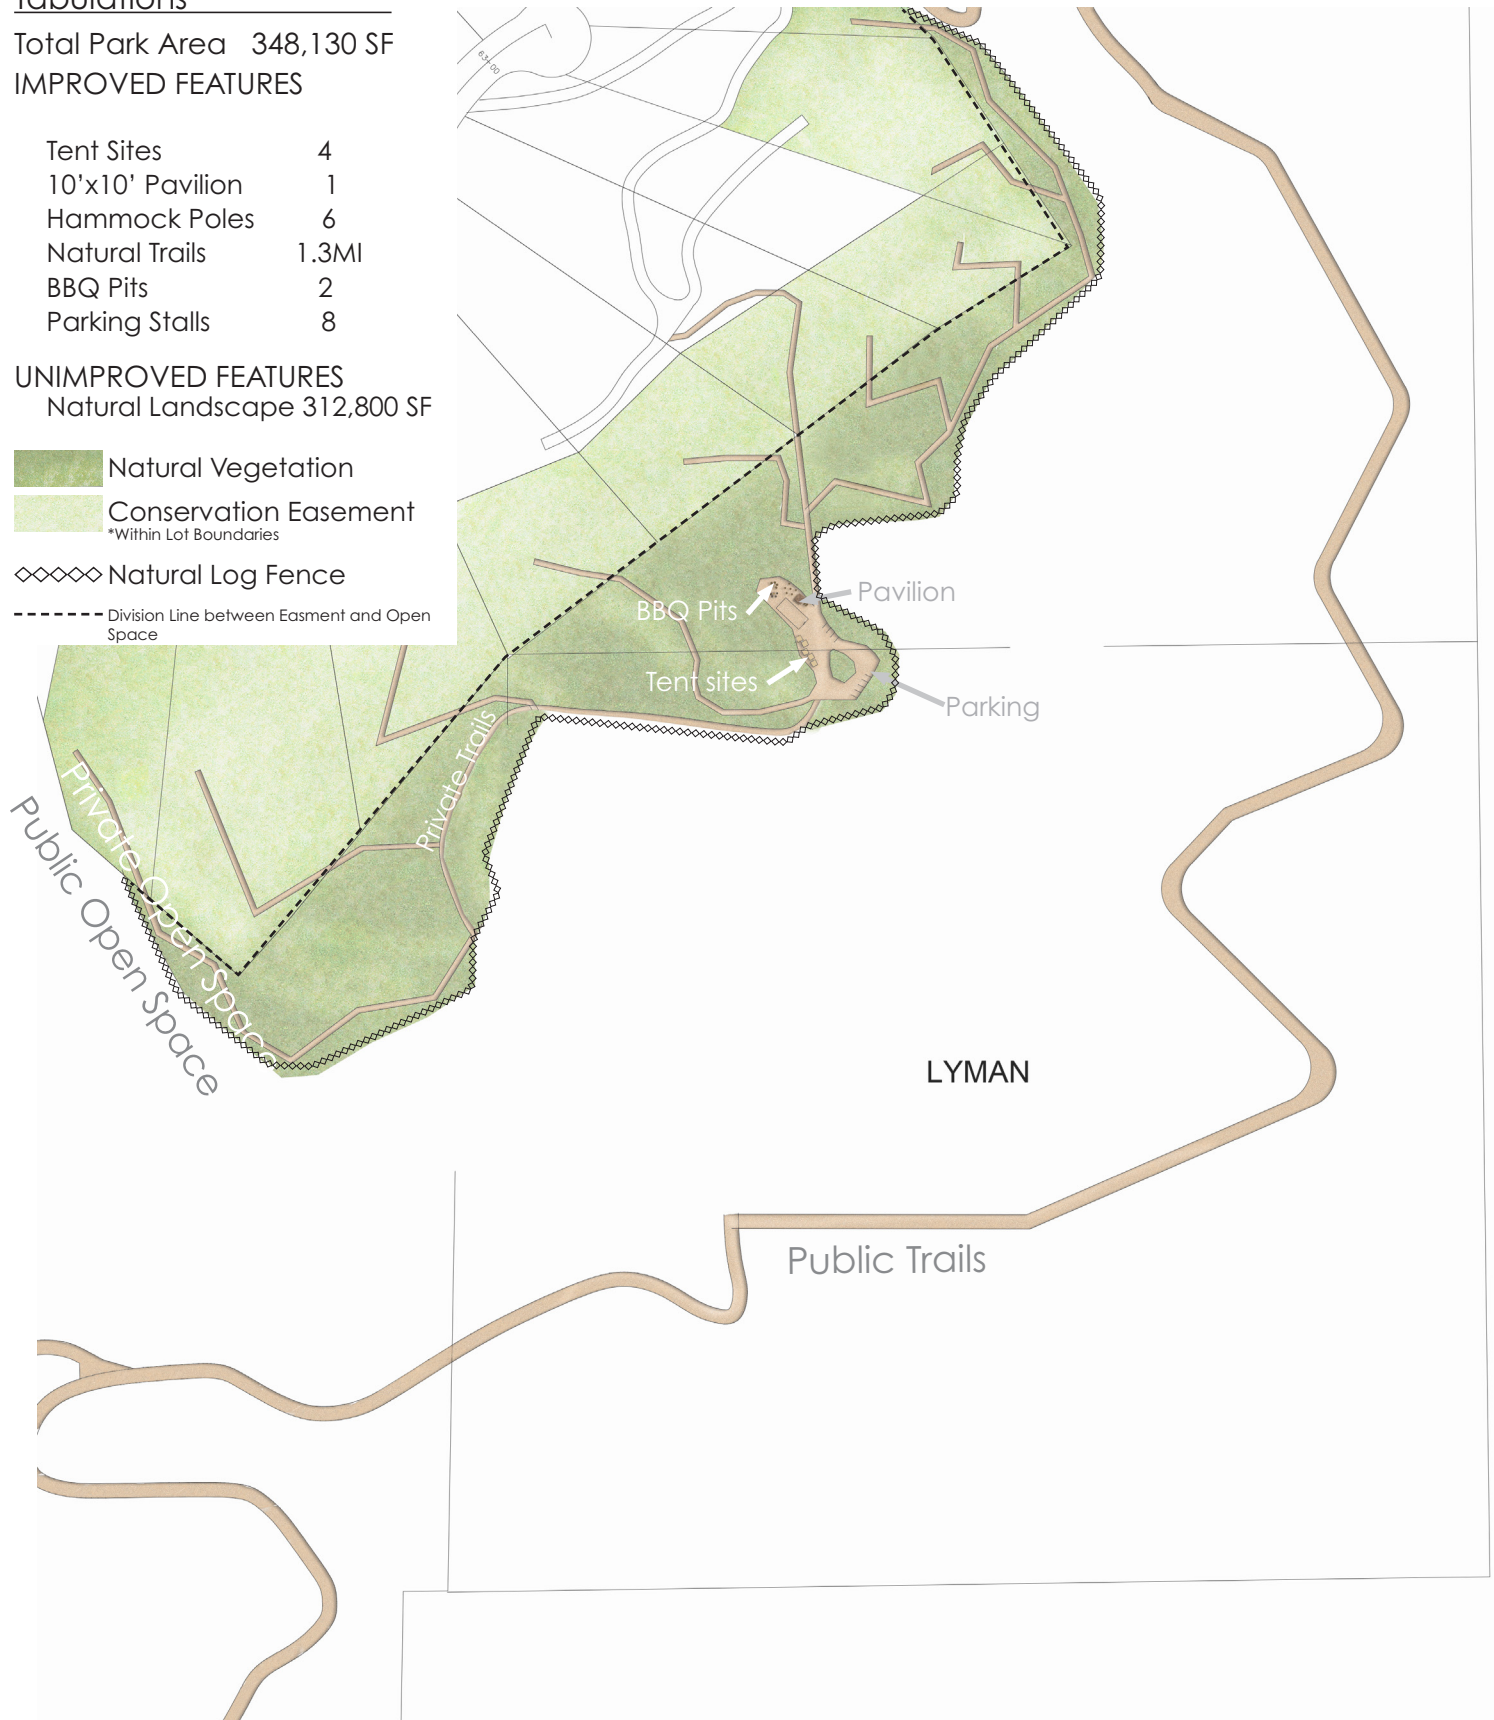 Tabulations
Total Park Area 348,130 SF
IMPROVED FEATURES
Tent Sites 4
10'x10' Pavilion 1
Hammock Poles 6
Natural Trails 1.3MI
BBQ Pits 2
Parking Stalls 8
UNIMPROVED FEATURES
Natural Landscape 312,800 SF
Natural Vegetation
Conservation Easement
*Within Lot Boundaries
Natural Log Fence
Division Line between Easment and Open
Space
63+00
BBQ Pits
Pavilion
Tent sites
Parking
Private Trails
Private Open Space
Public Open Space
LYMAN
Public Trails